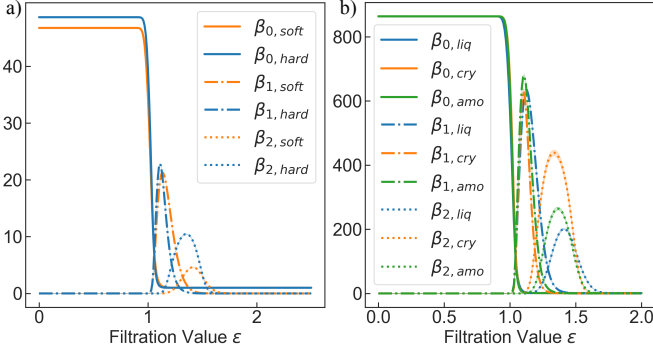 a)
40
30
20
10
0
β0, soft
β0, hard
β1, soft
β1, hard
β2, soft
β2, hard
0 1 2
Filtration Value ε
b)
800
600
400
200
0
β0, liq
β0, cry
β0, amo
β1, liq
β1, cry
β1, amo
β2, liq
β2, cry
β2, amo
0.0 0.5 1.0 1.5 2.0
Filtration Value ε